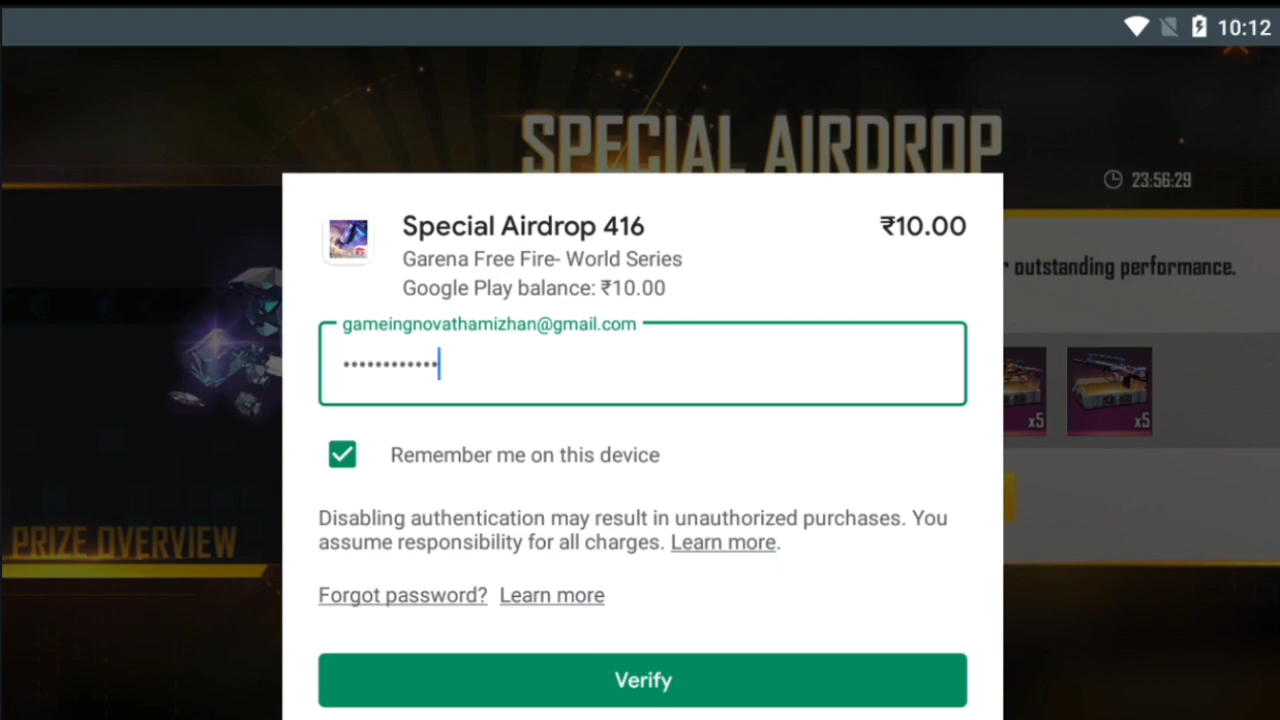 10:12
SPECIAL AIRDROP
23:56:29
Special Airdrop 416
₹10.00
Garena Free Fire- World Series
Google Play balance: ₹10.00
outstanding performance.
gameingnovathamizhan@gmail.com
••••••••••••
x5
x5
Remember me on this device
Disabling authentication may result in unauthorized purchases. You
assume responsibility for all charges. Learn more.
PRIZE OVERVIEW
Forgot password? Learn more
Verify